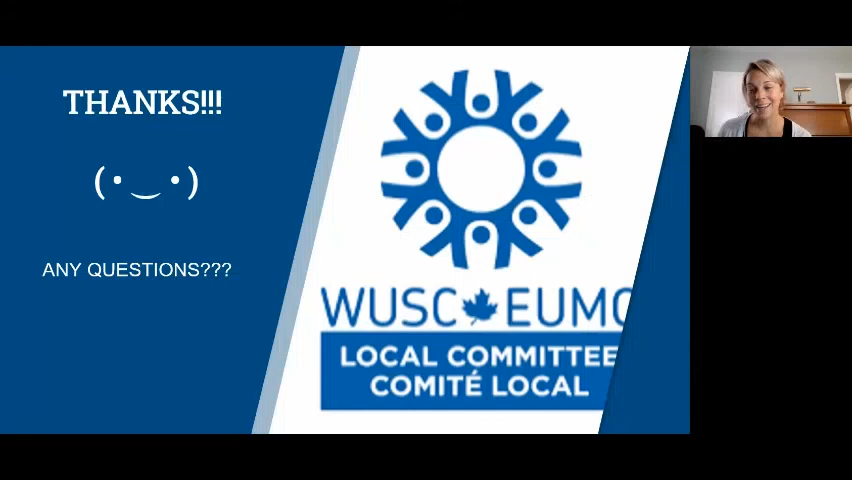 THANKS!!!
(· ‿ ·)
ANY QUESTIONS???
WUSC EUMC
LOCAL COMMITTEE
COMITÉ LOCAL